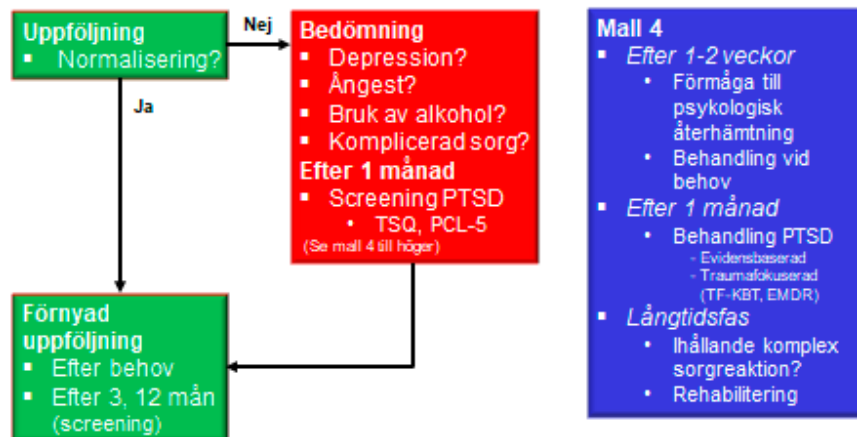 Uppföljning
▪ Normalisering?
Nej
Ja
Bedömning
▪ Depression?
▪ Ångest?
▪ Bruk av alkohol?
▪ Komplicerad sorg?
Efter 1 månad
▪ Screening PTSD
• TSQ, PCL-5
(Se mall 4 till höger)
Förnyad
uppföljning
▪ Efter behov
▪ Efter 3, 12 mån
(screening)
Mall 4
▪ Efter 1-2 veckor
• Förmåga till
psykologisk
återhämtning
• Behandling vid
behov
▪ Efter 1 månad
• Behandling PTSD
- Evidensbaserad
- Traumafokuserad
(TF-KBT, EMDR)
▪ Långtidsfas
• Ihållande komplex
sorgreaktion?
• Rehabilitering